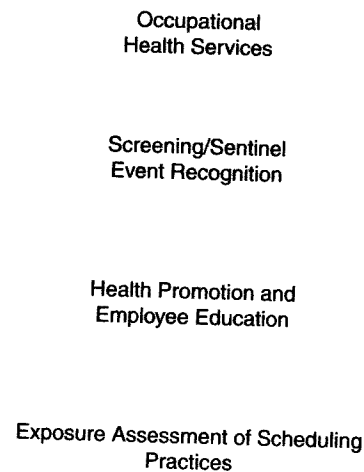 Occupational
Health Services
Screening/Sentinel
Event Recognition
Health Promotion and
Employee Education
Exposure Assessment of Scheduling
Practices